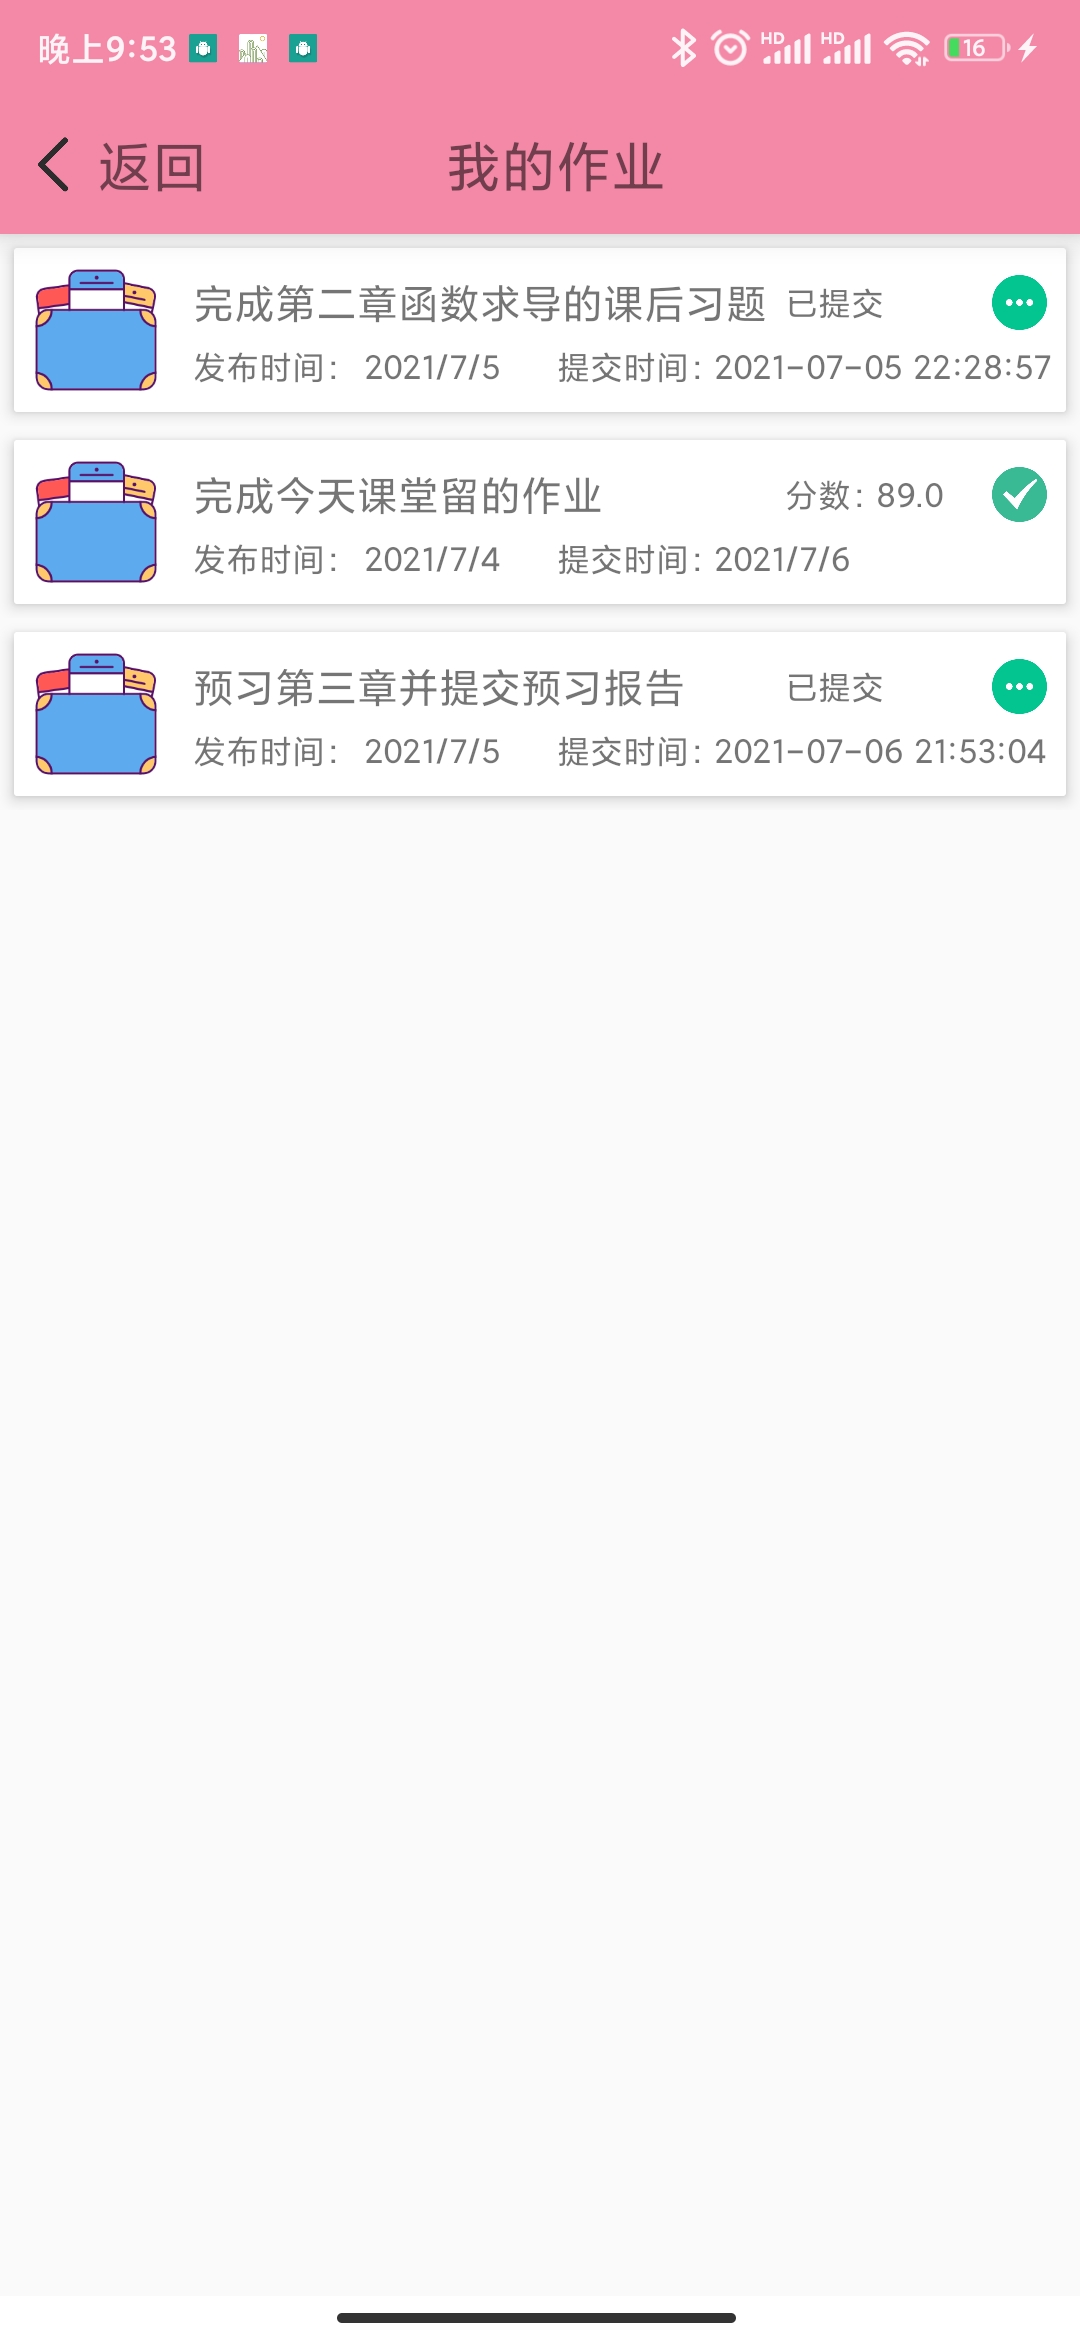 晚上9:53 HD HD 16
返回 我的作业
完成第二章函数求导的课后习题 已提交
发布时间： 2021/7/5 提交时间：2021-07-05 22:28:57
完成今天课堂留的作业 分数：89.0
发布时间： 2021/7/4 提交时间：2021/7/6
预习第三章并提交预习报告 已提交
发布时间： 2021/7/5 提交时间：2021-07-06 21:53:04